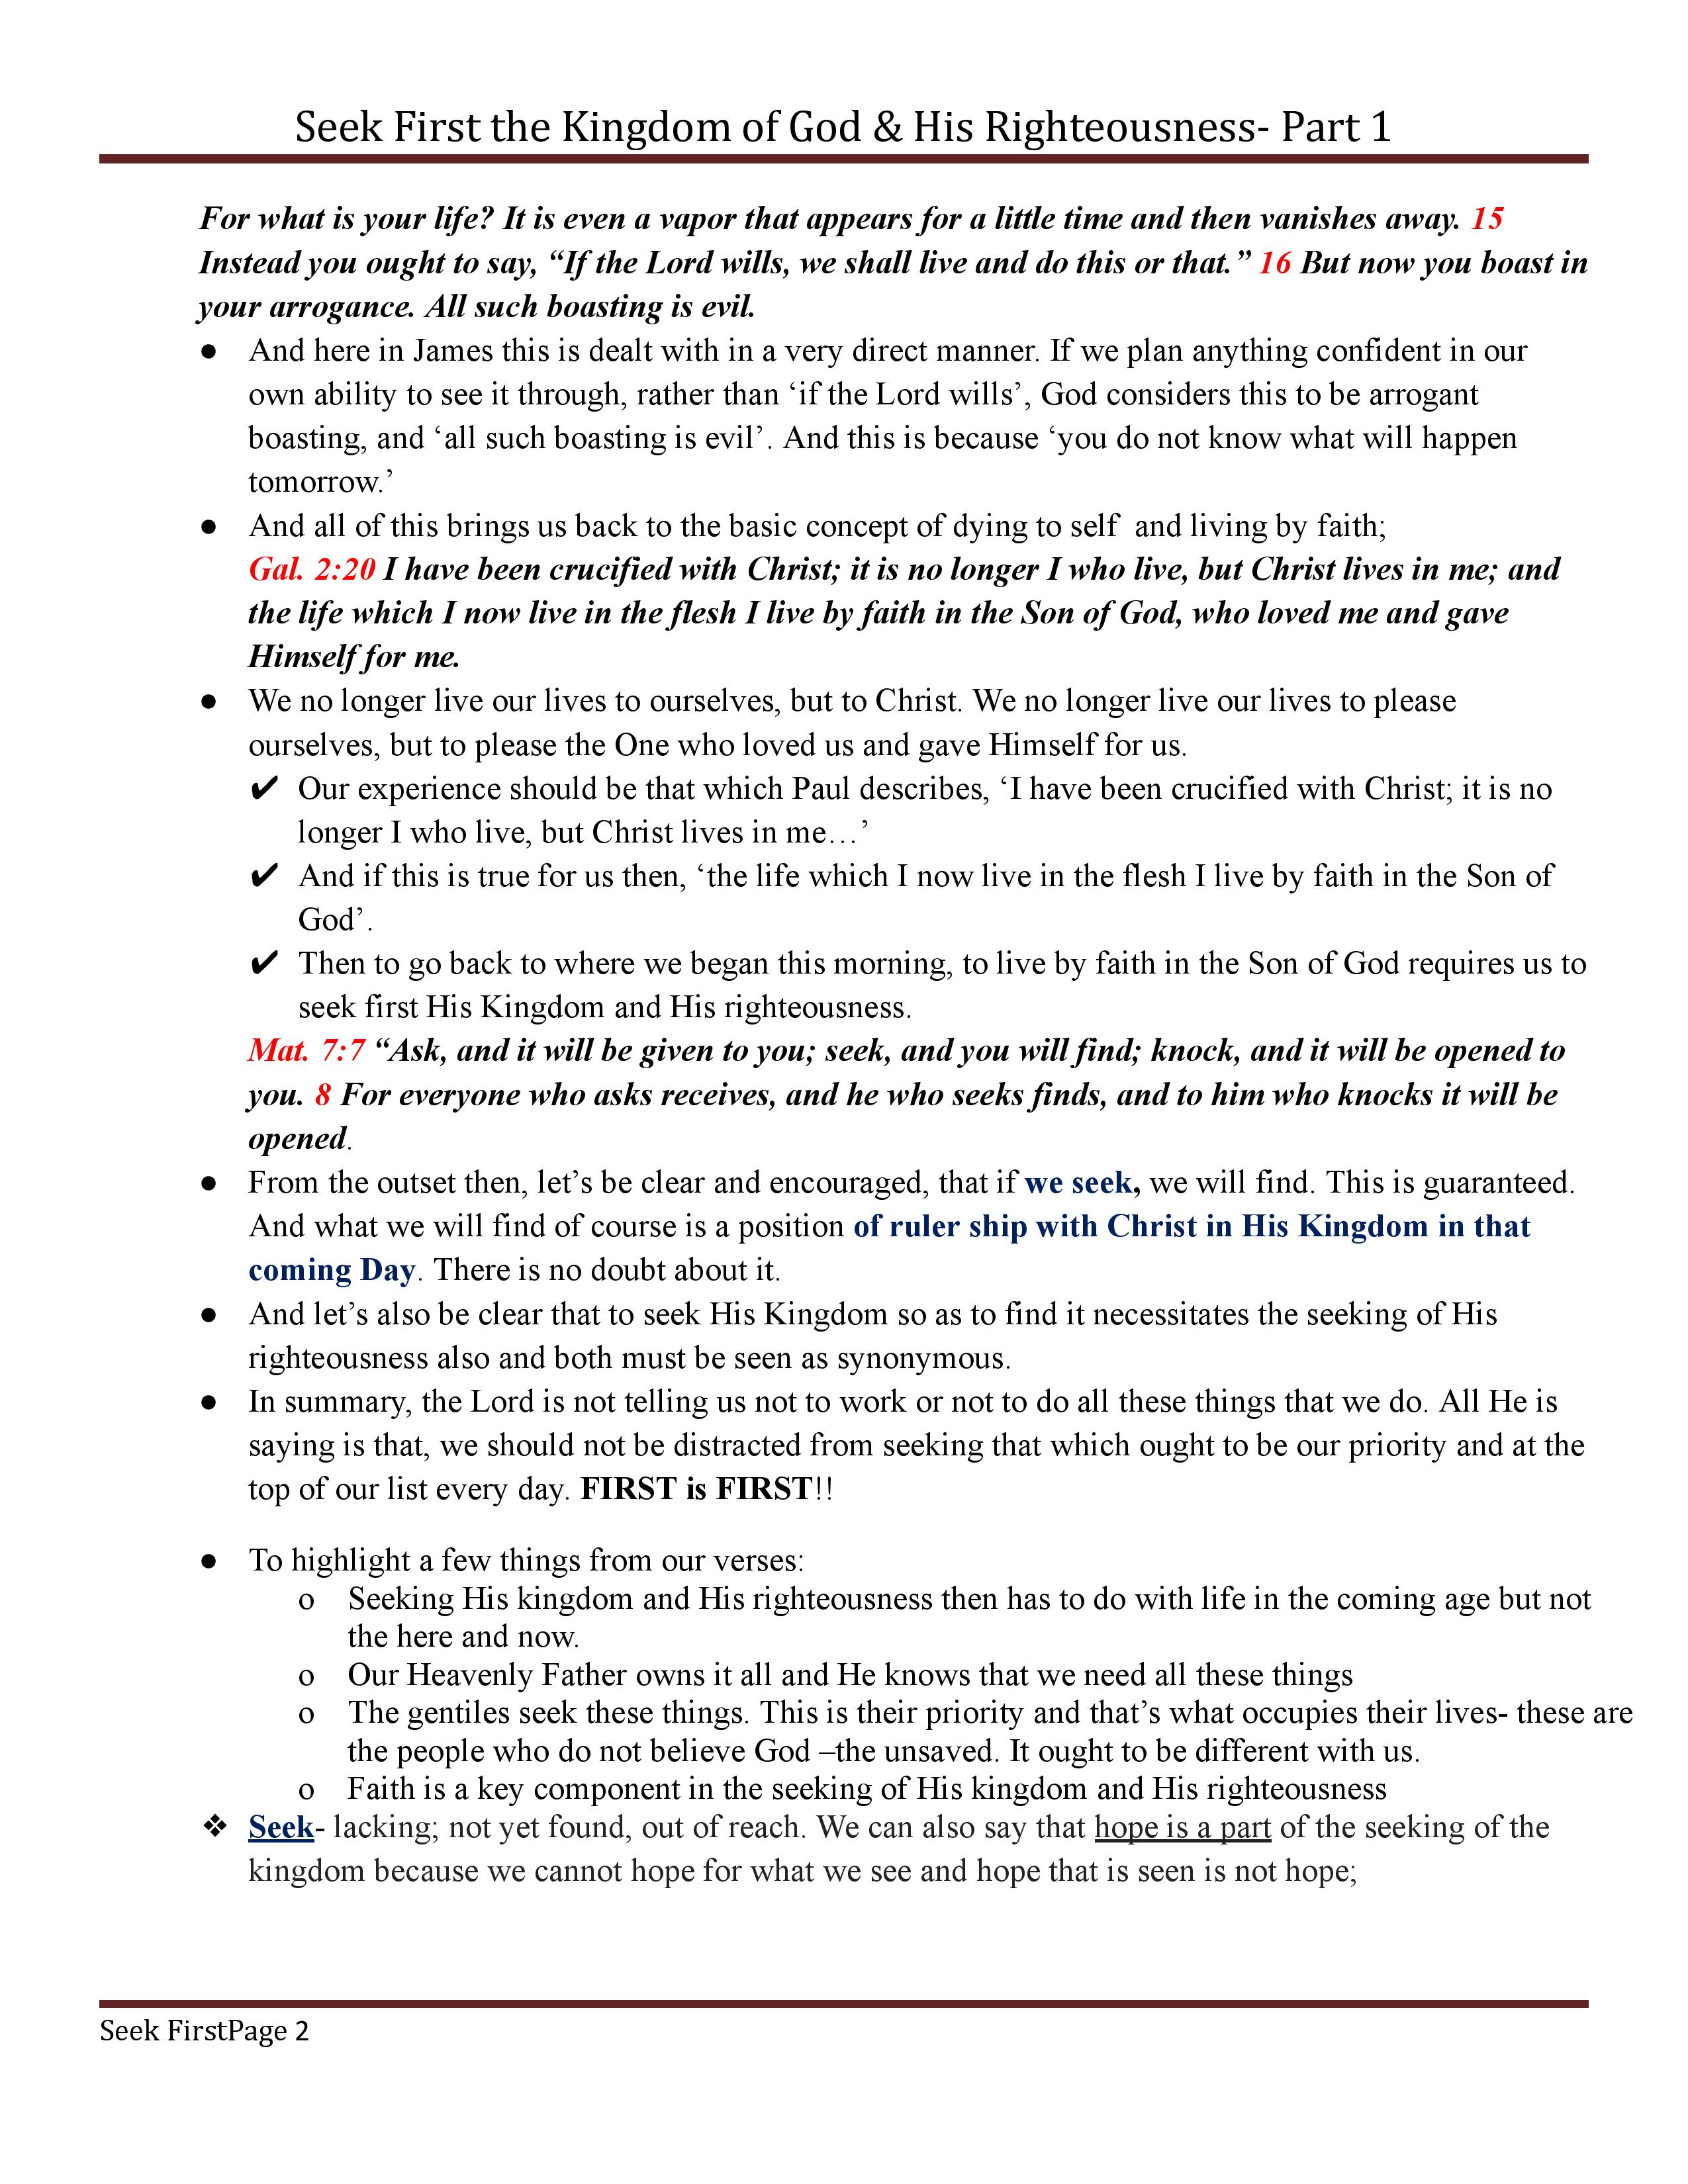 Seek First the Kingdom of God & His Righteousness- Part 1
For what is your life? It is even a vapor that appears for a little time and then vanishes away. 15
Instead you ought to say, “If the Lord wills, we shall live and do this or that.” 16 But now you boast in
your arrogance. All such boasting is evil.
● And here in James this is dealt with in a very direct manner. If we plan anything confident in our
own ability to see it through, rather than ‘if the Lord wills’, God considers this to be arrogant
boasting, and ‘all such boasting is evil’. And this is because ‘you do not know what will happen
tomorrow.’
● And all of this brings us back to the basic concept of dying to self  and living by faith;
Gal. 2:20 I have been crucified with Christ; it is no longer I who live, but Christ lives in me; and
the life which I now live in the flesh I live by faith in the Son of God, who loved me and gave
Himself for me.
● We no longer live our lives to ourselves, but to Christ. We no longer live our lives to please
ourselves, but to please the One who loved us and gave Himself for us.
✔ Our experience should be that which Paul describes, ‘I have been crucified with Christ; it is no
longer I who live, but Christ lives in me…’
✔ And if this is true for us then, ‘the life which I now live in the flesh I live by faith in the Son of
God’.
✔ Then to go back to where we began this morning, to live by faith in the Son of God requires us to
seek first His Kingdom and His righteousness.
Mat. 7:7 “Ask, and it will be given to you; seek, and you will find; knock, and it will be opened to
you. 8 For everyone who asks receives, and he who seeks finds, and to him who knocks it will be
opened.
● From the outset then, let’s be clear and encouraged, that if we seek, we will find. This is guaranteed.
And what we will find of course is a position of ruler ship with Christ in His Kingdom in that
coming Day. There is no doubt about it.
● And let’s also be clear that to seek His Kingdom so as to find it necessitates the seeking of His
righteousness also and both must be seen as synonymous.
● In summary, the Lord is not telling us not to work or not to do all these things that we do. All He is
saying is that, we should not be distracted from seeking that which ought to be our priority and at the
top of our list every day. FIRST is FIRST!!
● To highlight a few things from our verses:
o Seeking His kingdom and His righteousness then has to do with life in the coming age but not
the here and now.
o Our Heavenly Father owns it all and He knows that we need all these things
o The gentiles seek these things. This is their priority and that’s what occupies their lives- these are
the people who do not believe God –the unsaved. It ought to be different with us.
o Faith is a key component in the seeking of His kingdom and His righteousness
❖ Seek- lacking; not yet found, out of reach. We can also say that hope is a part of the seeking of the
kingdom because we cannot hope for what we see and hope that is seen is not hope;
Seek FirstPage 2